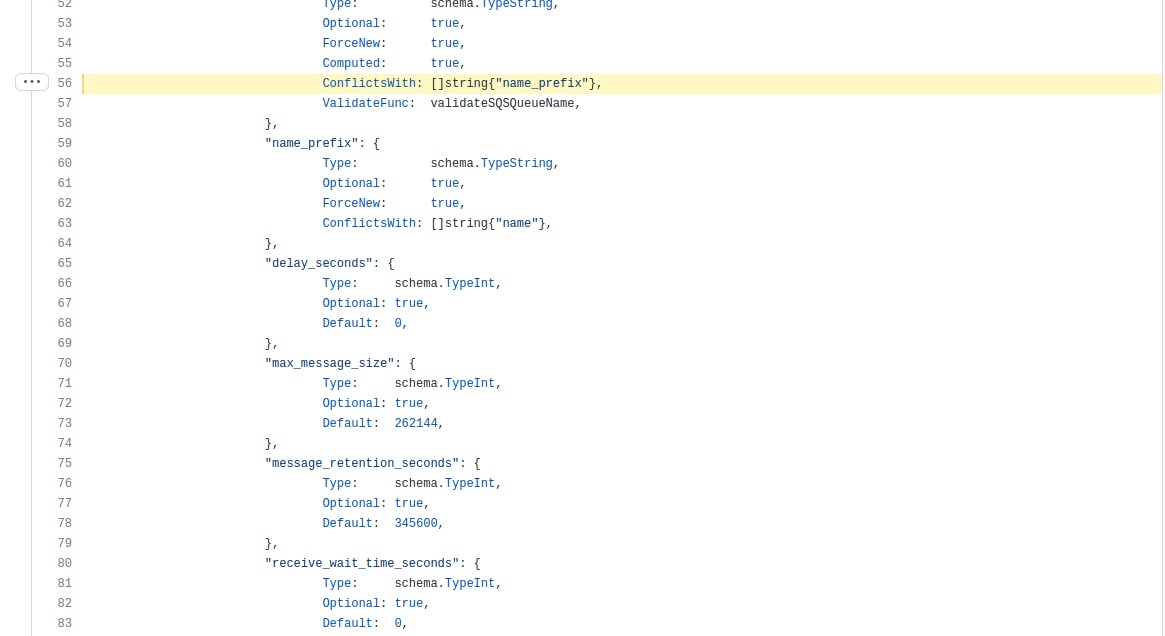 52 Type: schema.TypeString,
53 Optional: true,
54 ForceNew: true,
55 Computed: true,
56 ConflictsWith: []string{"name_prefix"},
57 ValidateFunc: validateSQSQueueName,
58 },
59 "name_prefix": {
60 Type: schema.TypeString,
61 Optional: true,
62 ForceNew: true,
63 ConflictsWith: []string{"name"},
64 },
65 "delay_seconds": {
66 Type: schema.TypeInt,
67 Optional: true,
68 Default: 0,
69 },
70 "max_message_size": {
71 Type: schema.TypeInt,
72 Optional: true,
73 Default: 262144,
74 },
75 "message_retention_seconds": {
76 Type: schema.TypeInt,
77 Optional: true,
78 Default: 345600,
79 },
80 "receive_wait_time_seconds": {
81 Type: schema.TypeInt,
82 Optional: true,
83 Default: 0,